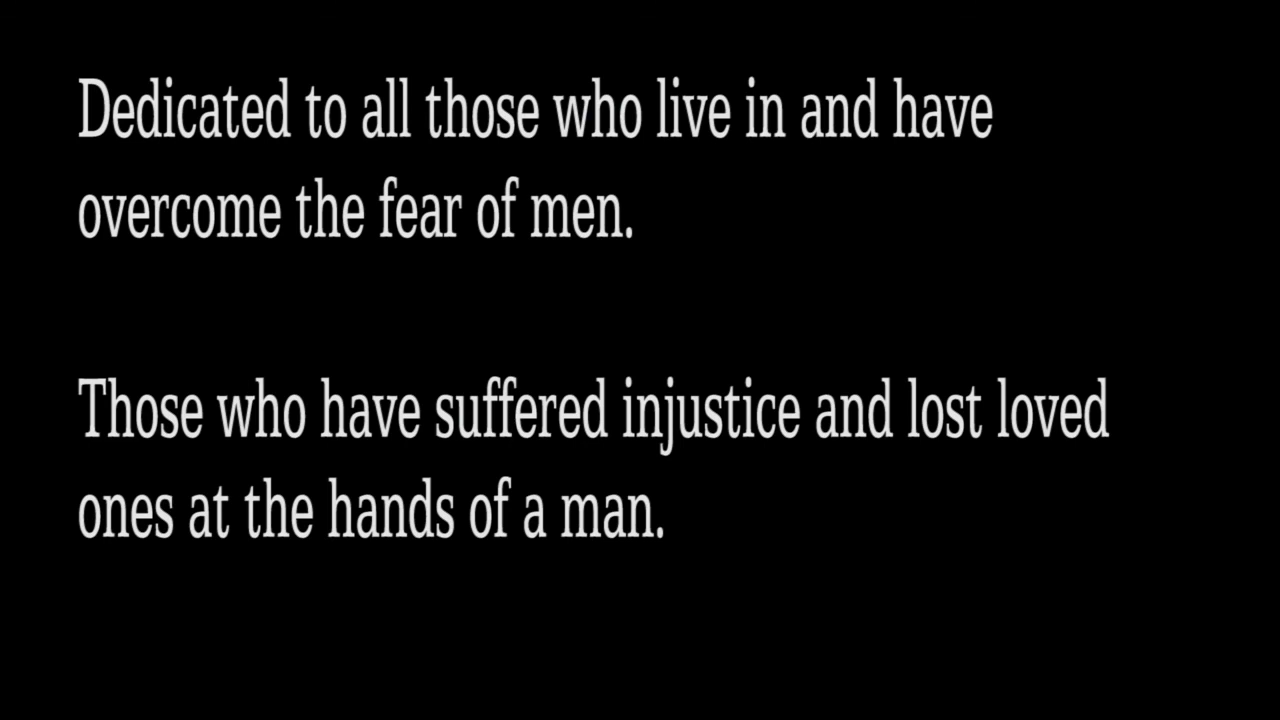 Dedicated to all those who live in and have
overcome the fear of men.
Those who have suffered injustice and lost loved
ones at the hands of a man.